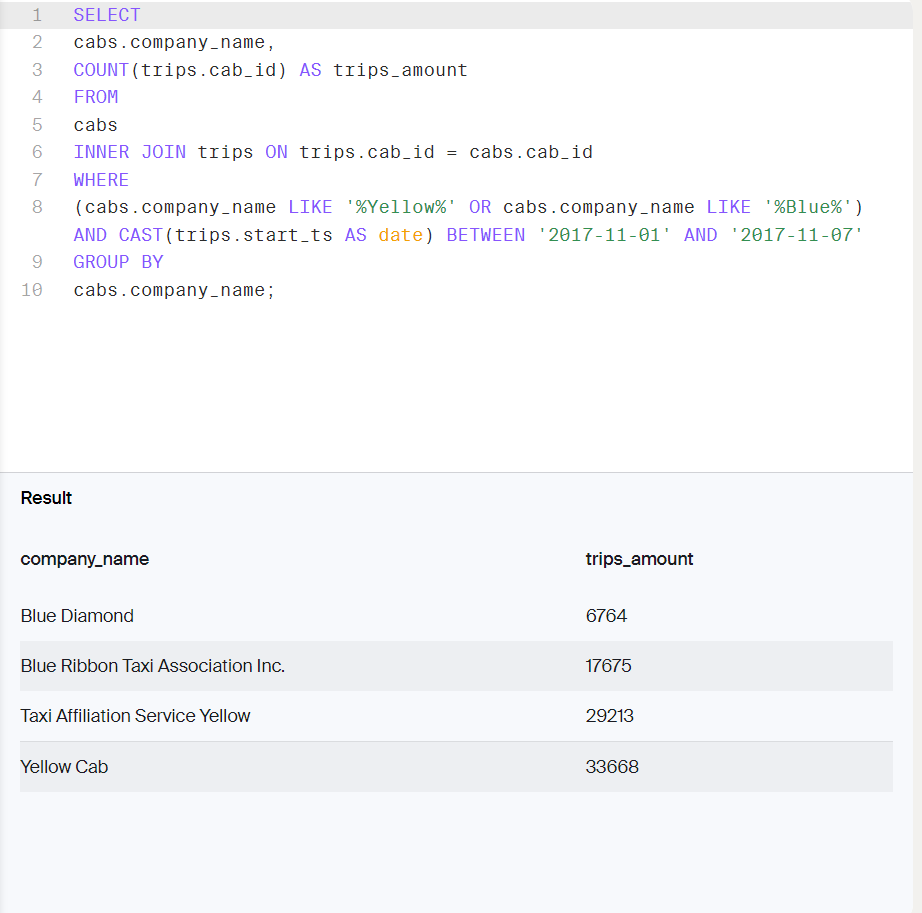 1 SELECT
2 cabs.company_name,
3 COUNT(trips.cab_id) AS trips_amount
4 FROM
5 cabs
6 INNER JOIN trips ON trips.cab_id = cabs.cab_id
7 WHERE
8 (cabs.company_name LIKE '%Yellow%' OR cabs.company_name LIKE '%Blue%')
AND CAST(trips.start_ts AS date) BETWEEN '2017-11-01' AND '2017-11-07'
9 GROUP BY
10 cabs.company_name;
Result
company_name trips_amount
Blue Diamond 6764
Blue Ribbon Taxi Association Inc. 17675
Taxi Affiliation Service Yellow 29213
Yellow Cab 33668